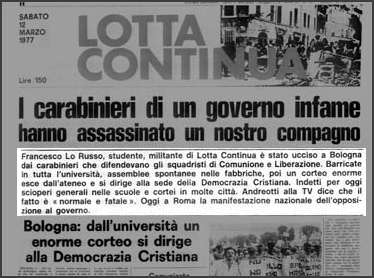 SABATO
12
MARZO
1977
Lire 150
LOTTA
CONTINUA
I carabinieri di un governo infame
hanno assassinato un nostro compagno
Francesco Lo Russo, studente, militante di Lotta Continua è stato ucciso a Bologna
dai carabinieri che difendevano gli squadristi di Comunione e Liberazione. Barricate
in tutta l'università, assemblee spontanee nelle fabbriche, poi un corteo enorme
esce dall'ateneo e si dirige alla sede della Democrazia Cristiana. Indetti per oggi
scioperi generali nelle scuole e cortei in molte città. Andreotti alla TV dice che il
fatto è « normale e fatale ». Oggi a Roma la manifestazione nazionale dell'opposi-
zione al governo.
Bologna: dall'università un
enorme corteo si dirige
alla Democrazia Cristiana